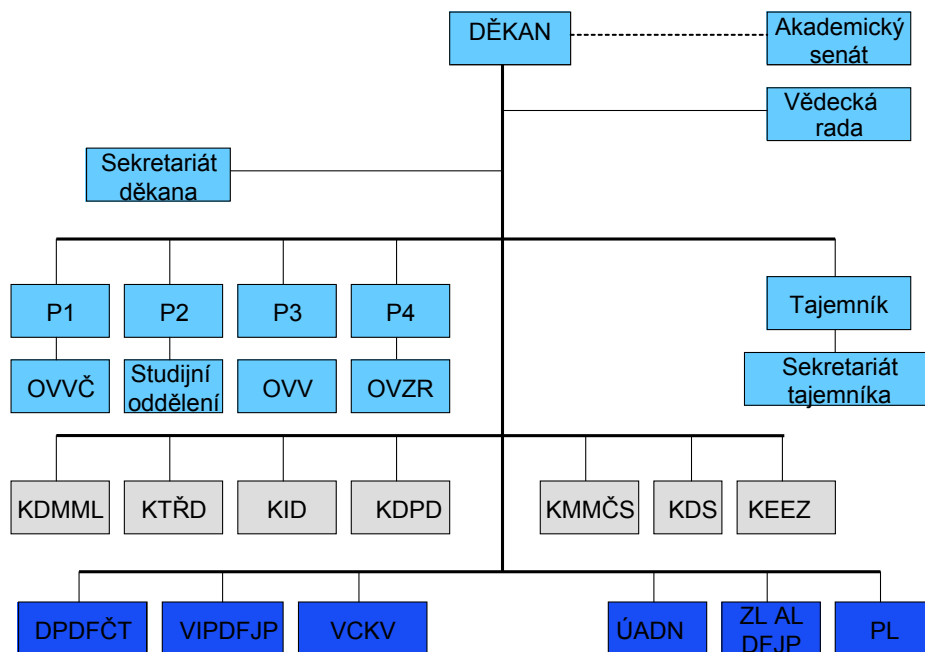 DĚKAN
Akademický
senát
Vědecká
rada
Sekretariát
děkana
P1
P2
P3
P4
Tajemník
OVVČ
Studijní
oddělení
OVV
OVZR
Sekretariát
tajemníka
KDMML
KTŘD
KID
KDPD
KMMČS
KDS
KEEZ
DPDFČT
VIPDFJP
VCKV
ÚADN
ZL AL
DFJP
PL